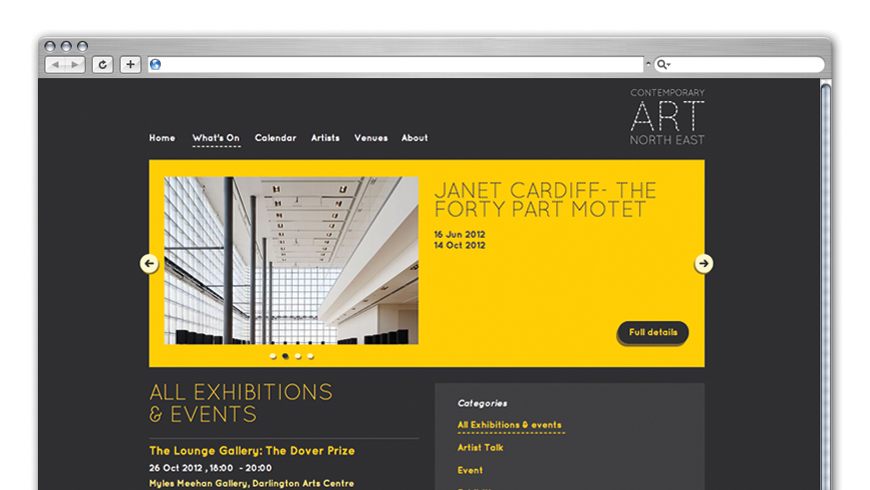 CONTEMPORARY
ART
NORTH EAST
Home What's On Calendar Artists Venues About
JANET CARDIFF- THE
FORTY PART MOTET
16 Jun 2012
14 Oct 2012
Full details
ALL EXHIBITIONS
& EVENTS
The Lounge Gallery: The Dover Prize
26 Oct 2012 , 18:00 - 20:00
Myles Meehan Gallery, Darlington Arts Centre
Categories
All Exhibitions & events
Artist Talk
Event